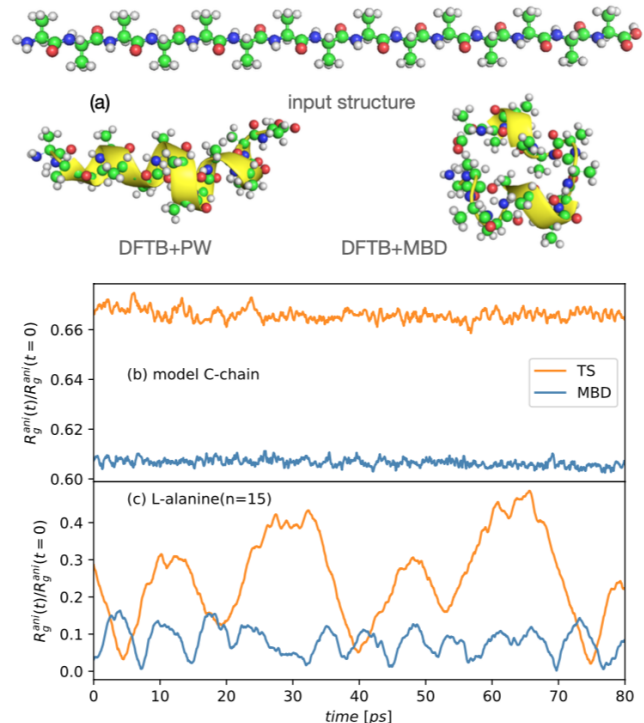 (a) input structure
DFTB+PW DFTB+MBD
R_g^{ani}(t)/R_g^{ani}(t = 0)
0.66
0.64
0.62
0.60
(b) model C-chain
TS
MBD
R_g^{ani}(t)/R_g^{ani}(t = 0)
0.4
0.3
0.2
0.1
0.0
(c) L-alanine(n=15)
0 10 20 30 40 50 60 70 80
time [ps]